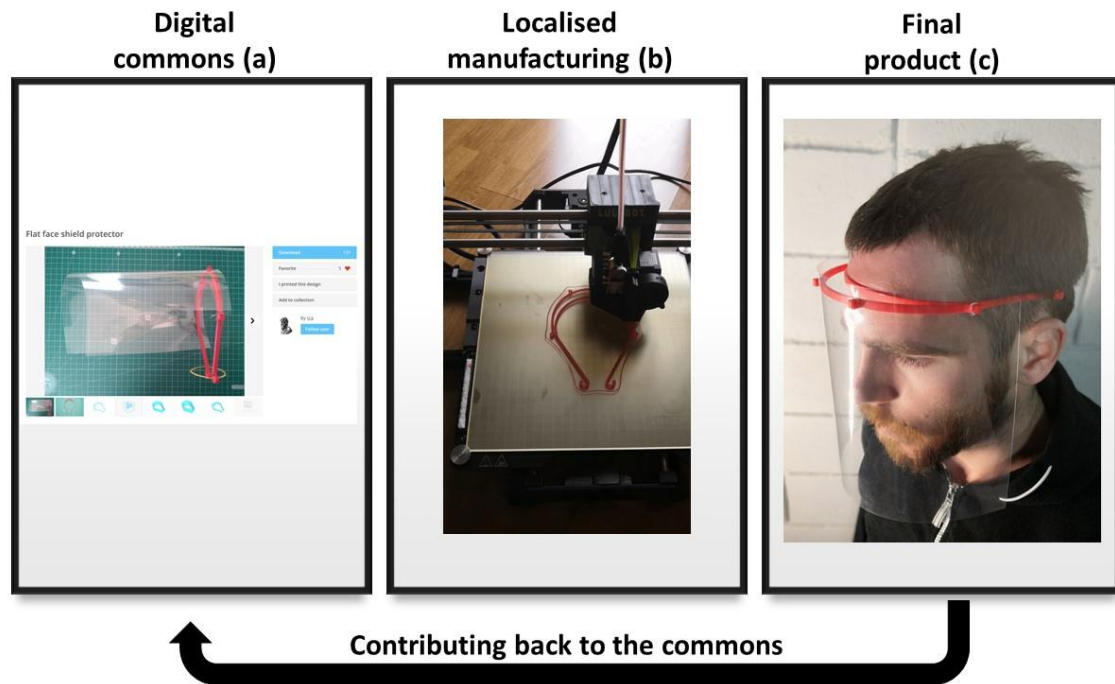 Digital
commons (a)
Localised
manufacturing (b)
Final
product (c)
Flat face shield protector
Download
Favorite
I printed this design
Add to collection
Follow user
LULZBOT
Contributing back to the commons